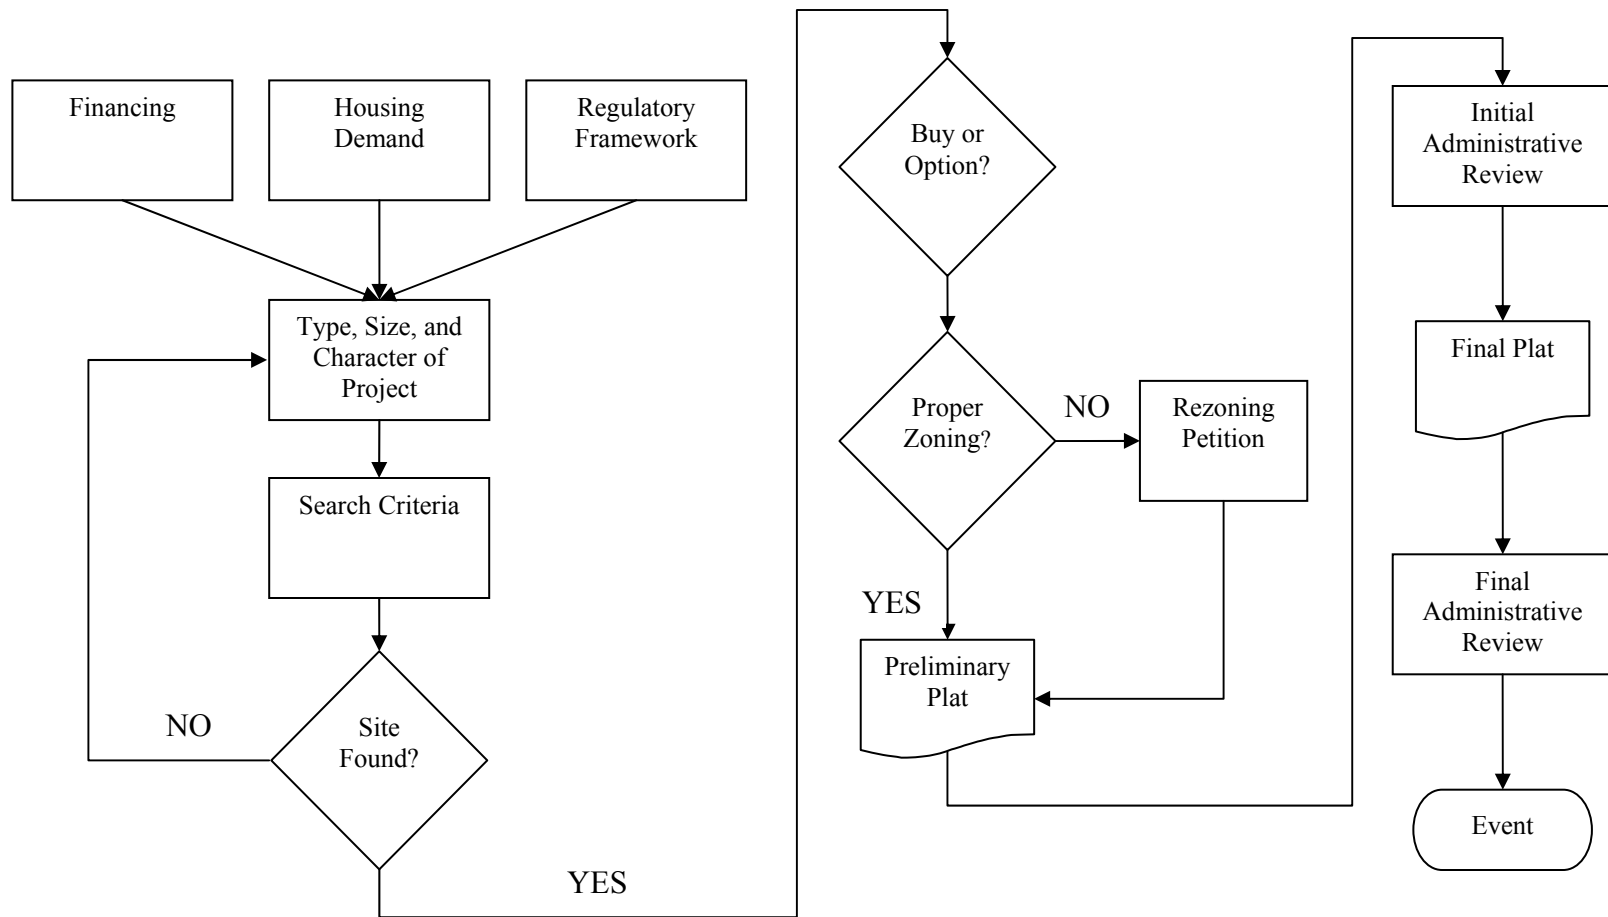 Financing
Housing
Demand
Regulatory
Framework
Type, Size, and
Character of
Project
Search Criteria
Site
Found?
NO
YES
Buy or
Option?
Proper
Zoning?
NO
Rezoning
Petition
YES
Preliminary
Plat
Initial
Administrative
Review
Final Plat
Final
Administrative
Review
Event